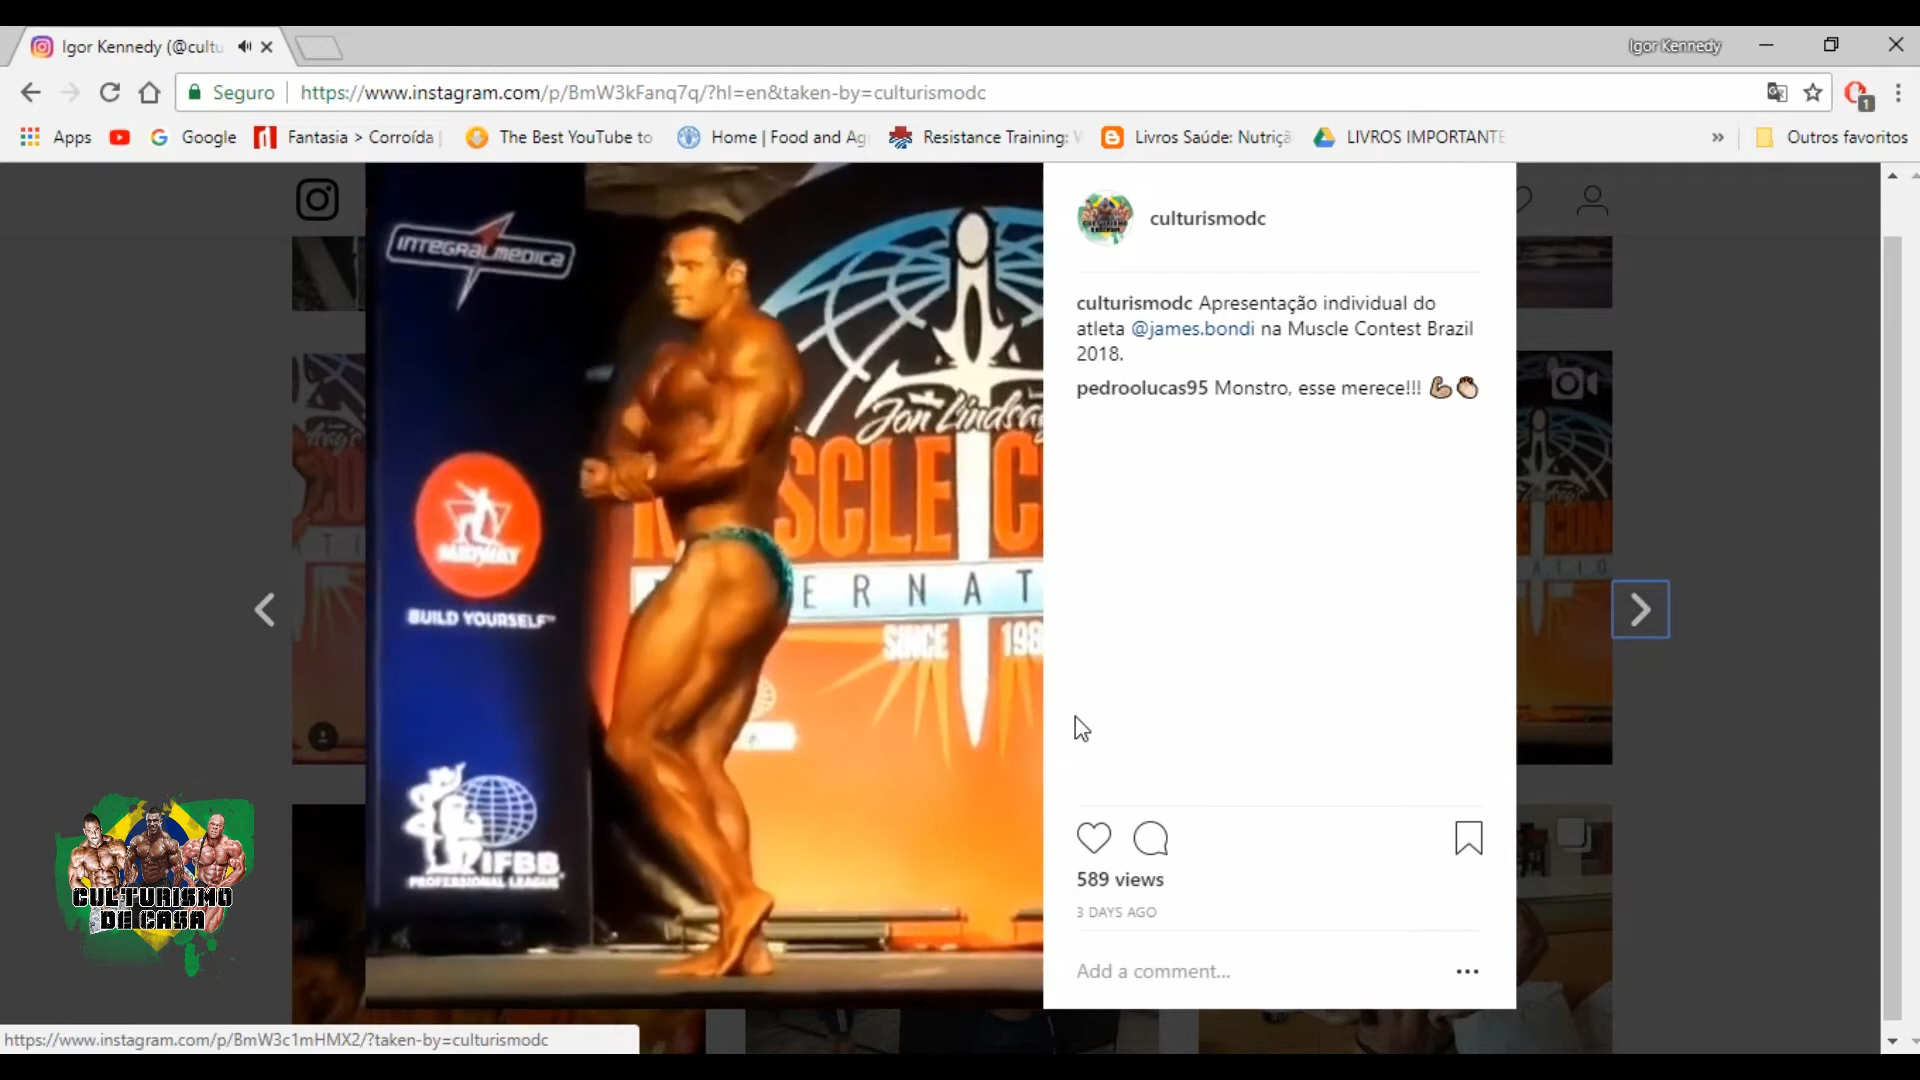 Igor Kennedy (@cultu
Igor Kennedy
Seguro
https://www.instagram.com/p/BmW3kFanq7q/?hl=en&taken-by=culturismodc
Apps
Google
Fantasia > Corroída |
The Best YouTube to
Home | Food and Ag
Resistance Training:
Livros Saúde: Nutriçã
LIVROS IMPORTANTE
»
Outros favoritos
1
INTEGRALMEDICA
Jon Lindsay
MUSCLE
ERNAT
SINCE 198
BUILD YOURSELF™
IFBB
PROFESSIONAL LEAGUE
culturismodc
culturismodc Apresentação individual do
atleta @james.bondi na Muscle Contest Brazil
2018.
pedroolucas95 Monstro, esse merece!!! 💪👏
589 views
3 DAYS AGO
Add a comment...
CULTURISMO
DE CASA
https://www.instagram.com/p/BmW3c1mHMX2/?taken-by=culturismodc